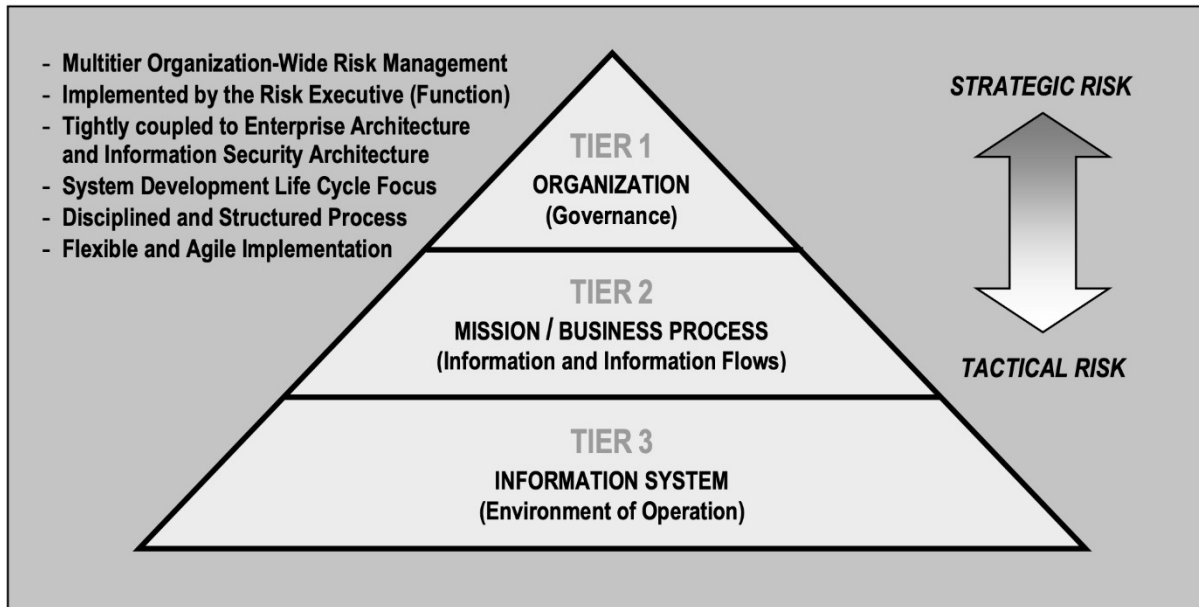 - Multitier Organization-Wide Risk Management
- Implemented by the Risk Executive (Function)
- Tightly coupled to Enterprise Architecture
and Information Security Architecture
- System Development Life Cycle Focus
- Disciplined and Structured Process
- Flexible and Agile Implementation
TIER 1
ORGANIZATION
(Governance)
TIER 2
MISSION / BUSINESS PROCESS
(Information and Information Flows)
TIER 3
INFORMATION SYSTEM
(Environment of Operation)
STRATEGIC RISK
TACTICAL RISK